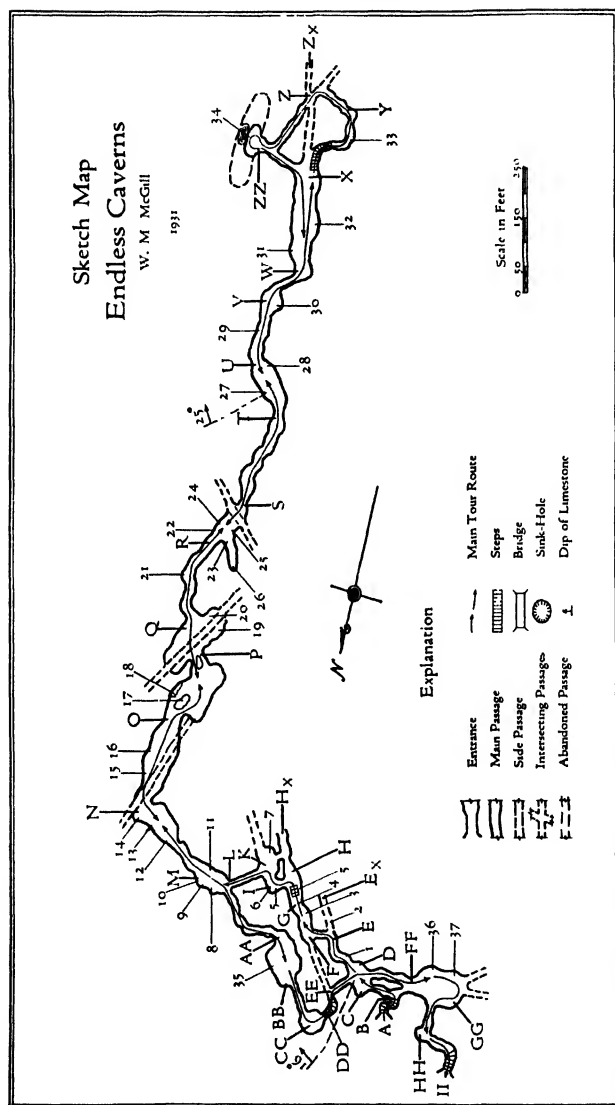 Sketch Map
Endless Caverns
W. M McGill
1931
34
ZZ
Z
Zx
Y
33
X
32
31
W
V
30
29
U
28
27
25°
T
S
24
22
R
25
23
26
21
Q
20
19
P
18
17
O
16
15
N
14
13
12
11
M
10
9
8
L
K
7
Hx
H
I
6
5
G
5
4
Ex
3
2
E
1
D
F
EE
AA
35
BB
CC
DD
C
B
A
FF
36
37
GG
HH
II
N
Scale in Feet
0 50 150 250
Explanation
Entrance
Main Passage
Side Passage
Intersecting Passages
Abandoned Passage
Main Tour Route
Steps
Bridge
Sink-Hole
Dip of Limestone